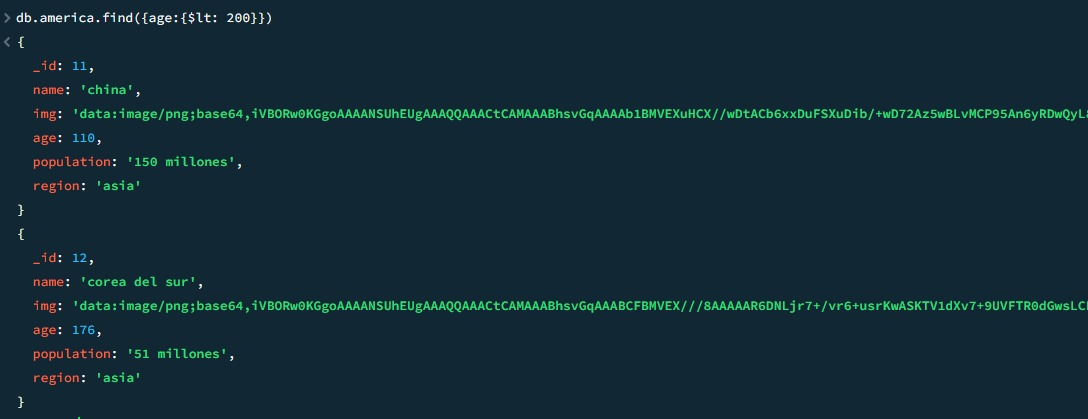 db.america.find({age:{$lt: 200}})
{
_id: 11,
name: 'china',
img: 'data:image/png;base64,iVBORw0KGgoAAAANSUhEUgAAAQQAAACtCAMAAABhsvGqAAAAb1BMVEXuHCX//wDtACb6xxDuFSXuDib/+wD72Az5wBLvMCP95An6yRDwQyL
age: 110,
population: '150 millones',
region: 'asia'
}
{
_id: 12,
name: 'corea del sur',
img: 'data:image/png;base64,iVBORw0KGgoAAAANSUhEUgAAAQQAAACtCAMAAABhsvGqAAABCFBMVEX///8AAAAAR6DNLjr7+/vr6+usrKwASKTV1dXv7+9UVFTR0dGwsLC
age: 176,
population: '51 millones',
region: 'asia'
}